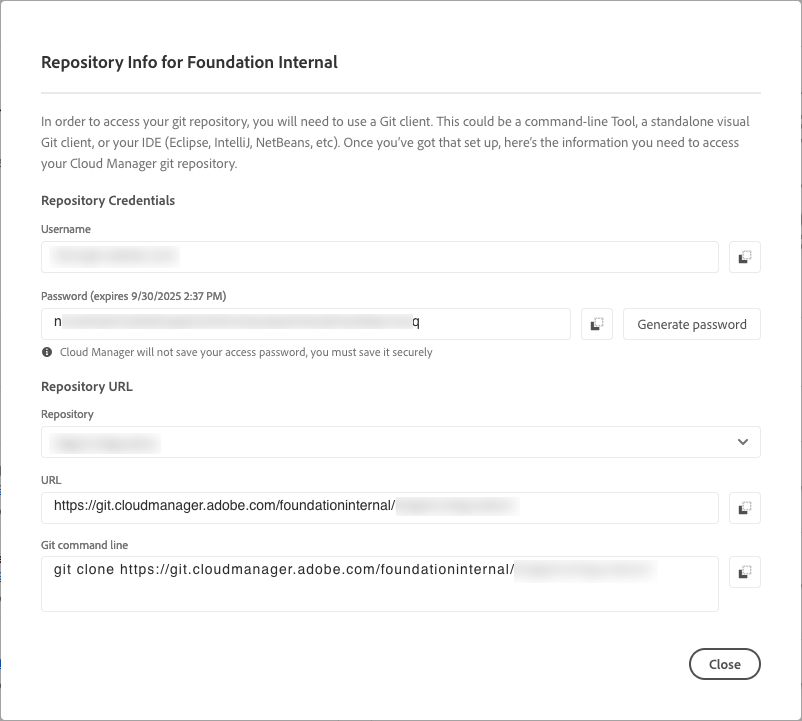 Repository Info for Foundation Internal
In order to access your git repository, you will need to use a Git client. This could be a command-line Tool, a standalone visual
Git client, or your IDE (Eclipse, IntelliJ, NetBeans, etc). Once you've got that set up, here's the information you need to access
your Cloud Manager git repository.
Repository Credentials
Username
Password (expires 9/30/2025 2:37 PM)
n q
Generate password
Cloud Manager will not save your access password, you must save it securely
Repository URL
Repository
URL
https://git.cloudmanager.adobe.com/foundationinternal/
Git command line
git clone https://git.cloudmanager.adobe.com/foundationinternal/
Close